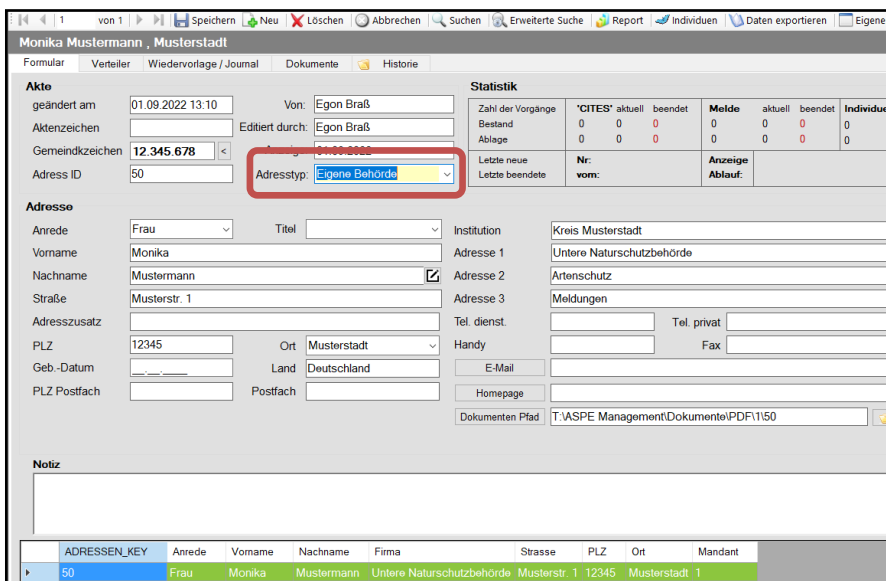 1 von 1 Speichern Neu Löschen Abbrechen Suchen Erweiterte Suche Report Individuen Daten exportieren Eigene
Monika Mustermann , Musterstadt
Formular Verteiler Wiedervorlage / Journal Dokumente Historie
Akte Statistik
geändert am 01.09.2022 13:10 Von: Egon Braß
Aktenzeichen Editiert durch: Egon Braß
Gemeindkzeichen 12.345.678 <
Adress ID 50 Adresstyp: Eigene Behörde
Zahl der Vorgänge 'CITES' aktuell beendet Melde aktuell beendet Individue
Bestand 0 0 0 0 0
Ablage 0 0 0 0 0
Letzte neue Nr: Anzeige
Letzte beendete vom: Ablauf:
Adresse
Anrede Frau Titel
Vorname Monika
Nachname Mustermann
Straße Musterstr. 1
Adresszusatz
PLZ 12345 Ort Musterstadt
Geb.-Datum __.__.____ Land Deutschland
PLZ Postfach Postfach
Institution Kreis Musterstadt
Adresse 1 Untere Naturschutzbehörde
Adresse 2 Artenschutz
Adresse 3 Meldungen
Tel. dienst. Tel. privat
Handy Fax
E-Mail
Homepage
Dokumenten Pfad T:\ASPE Management\Dokumente\PDF\1\50
Notiz
ADRESSEN_KEY Anrede Vorname Nachname Firma Strasse PLZ Ort Mandant
50 Frau Monika Mustermann Untere Naturschutzbehörde Musterstr. 1 12345 Musterstadt 1